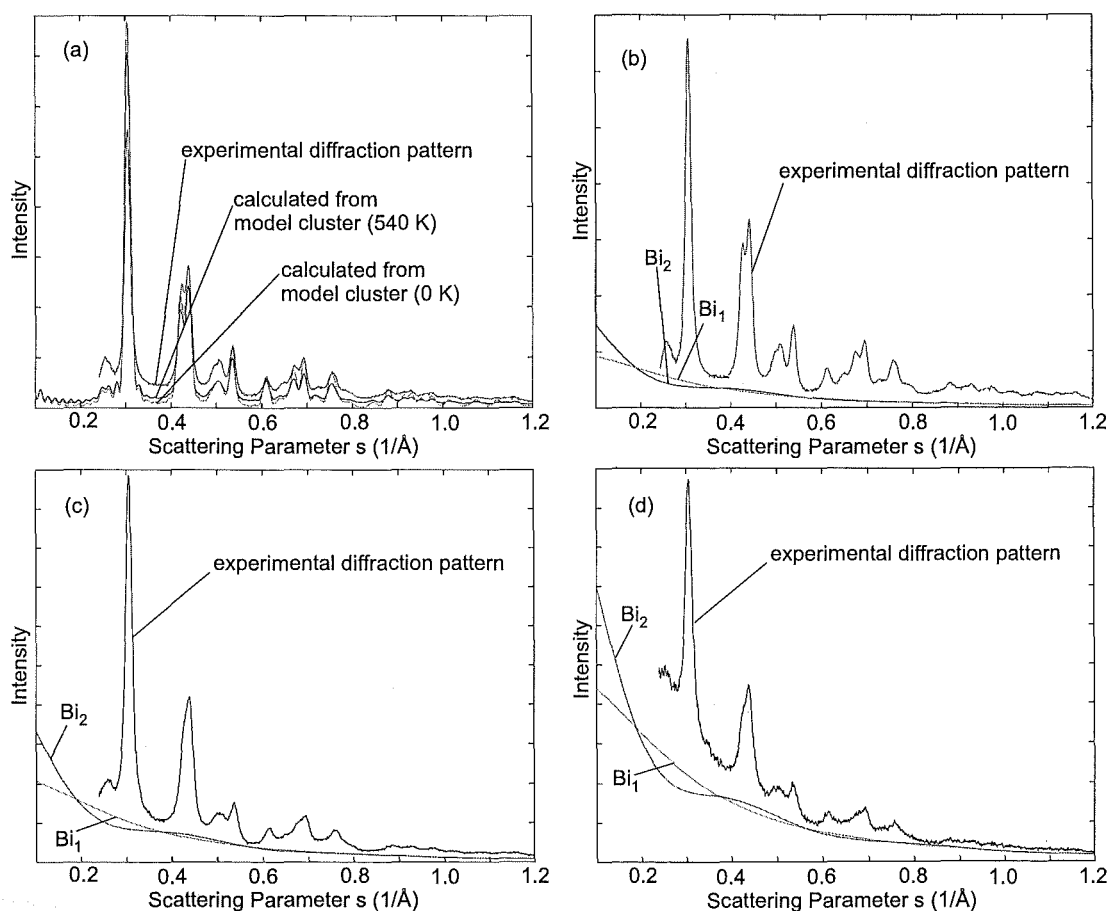 (a)
experimental diffraction pattern
calculated from
model cluster (540 K)
calculated from
model cluster (0 K)
Intensity
0.2 0.4 0.6 0.8 1.0 1.2
Scattering Parameter s (1/Å)
(b)
experimental diffraction pattern
Bi2
Bi1
Intensity
0.2 0.4 0.6 0.8 1.0 1.2
Scattering Parameter s (1/Å)
(c)
experimental diffraction pattern
Bi2
Bi1
Intensity
0.2 0.4 0.6 0.8 1.0 1.2
Scattering Parameter s (1/Å)
(d)
experimental diffraction pattern
Bi2
Bi1
Intensity
0.2 0.4 0.6 0.8 1.0 1.2
Scattering Parameter s (1/Å)